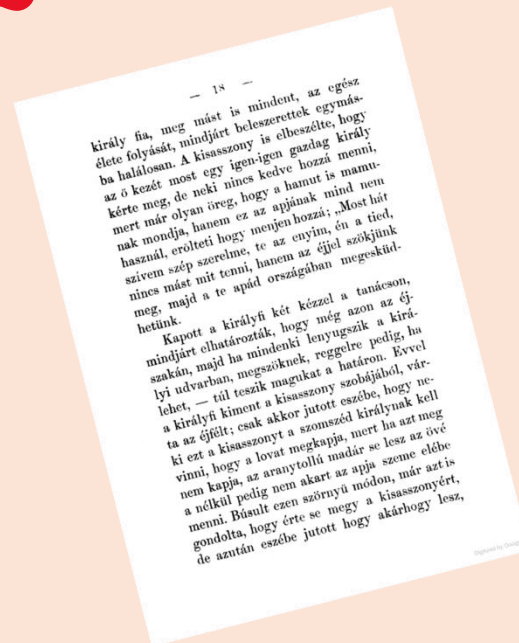 — 18 —
király fia, meg mást is mindent, az egész
élete folyását, mindjárt beleszerettek egymás-
ba halálosan. A kisasszony is elbeszélte, hogy
az ő kezét most egy igen-igen gazdag király
kérte meg, de neki nincs kedve hozzá menni,
mert már olyan öreg, hogy a hamut is mamu-
nak mondja, hanem ez az apjának mind nem
használ, erőlteti hogy menjen hozzá; „Most hát
szivem szép szerelme, te az enyim, én a tied,
nincs mást mit tenni, hanem az éjjel szökjünk
meg, majd a te apád országában megesküd-
hetünk.
Kapott a királyfi két kézzel a tanácson,
mindjárt elhatározták, hogy még azon az éj-
szakán, majd ha mindenki lenyugszik a kirá-
lyi udvarban, megszöknek, reggelre pedig, ha
lehet, — túl teszik magukat a határon. Evvel
a királyfi kiment a kisasszony szobájából, vár-
ta az éjfélt; csak akkor jutott eszébe, hogy ne-
ki ezt a kisasszonyt a szomszéd királynak kell
vinni, hogy a lovat megkapja, mert ha azt meg
nem kapja, az aranytollú madár se lesz az övé
a nélkül pedig nem akart az apja szeme elébe
menni. Búsult ezen szörnyű módon, már azt is
gondolta, hogy érte se megy a kisasszonyért,
de azután eszébe jutott hogy akárhogy lesz,
Digitized by Google